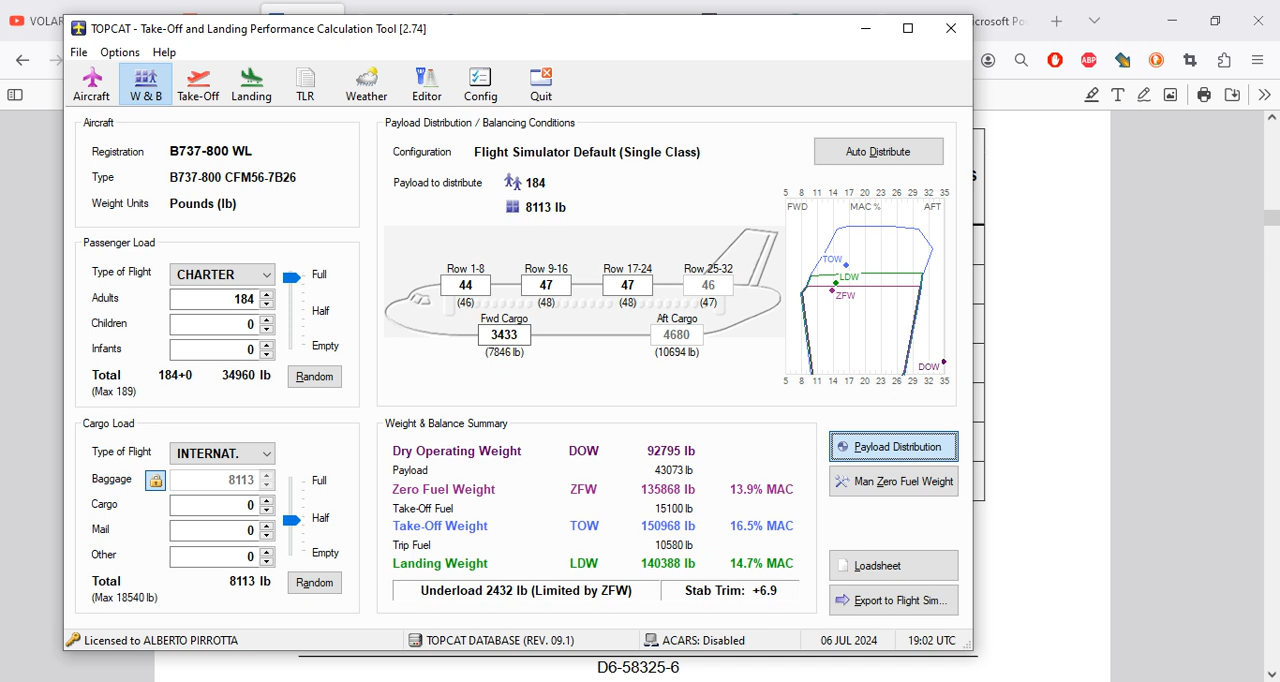 VOLAR
TOPCAT - Take-Off and Landing Performance Calculation Tool [2.74]
icrosoft Po
File Options Help
Aircraft W & B Take-Off Landing TLR Weather Editor Config Quit
ABP
Aircraft
Registration B737-800 WL
Type B737-800 CFM56-7B26
Weight Units Pounds (lb)
Passenger Load
Type of Flight CHARTER
Adults 184
Children 0
Infants 0
Total 184+0 34960 lb
(Max 189)
Full
Half
Empty
Random
Cargo Load
Type of Flight INTERNAT.
Baggage 8113
Cargo 0
Mail 0
Other 0
Total 8113 lb
(Max 18540 lb)
Full
Half
Empty
Random
Payload Distribution / Balancing Conditions
Configuration Flight Simulator Default (Single Class)
Auto Distribute
Payload to distribute 184
8113 lb
Row 1-8 Row 9-16 Row 17-24 Row 25-32
44 47 47 46
(46) (48) (48) (47)
Fwd Cargo Aft Cargo
3433 4680
(7846 lb) (10694 lb)
5 8 11 14 17 20 23 26 29 32 35
FWD MAC % AFT
TOW
LDW
ZFW
DOW
5 8 11 14 17 20 23 26 29 32 35
Weight & Balance Summary
Dry Operating Weight DOW 92795 lb
Payload 43073 lb
Zero Fuel Weight ZFW 135868 lb 13.9% MAC
Take-Off Fuel 15100 lb
Take-Off Weight TOW 150968 lb 16.5% MAC
Trip Fuel 10580 lb
Landing Weight LDW 140388 lb 14.7% MAC
Underload 2432 lb (Limited by ZFW) Stab Trim: +6.9
Payload Distribution
Man Zero Fuel Weight
Loadsheet
Export to Flight Sim...
Licensed to ALBERTO PIRROTTA TOPCAT DATABASE (REV. 09.1) ACARS: Disabled 06 JUL 2024 19:02 UTC
D6-58325-6